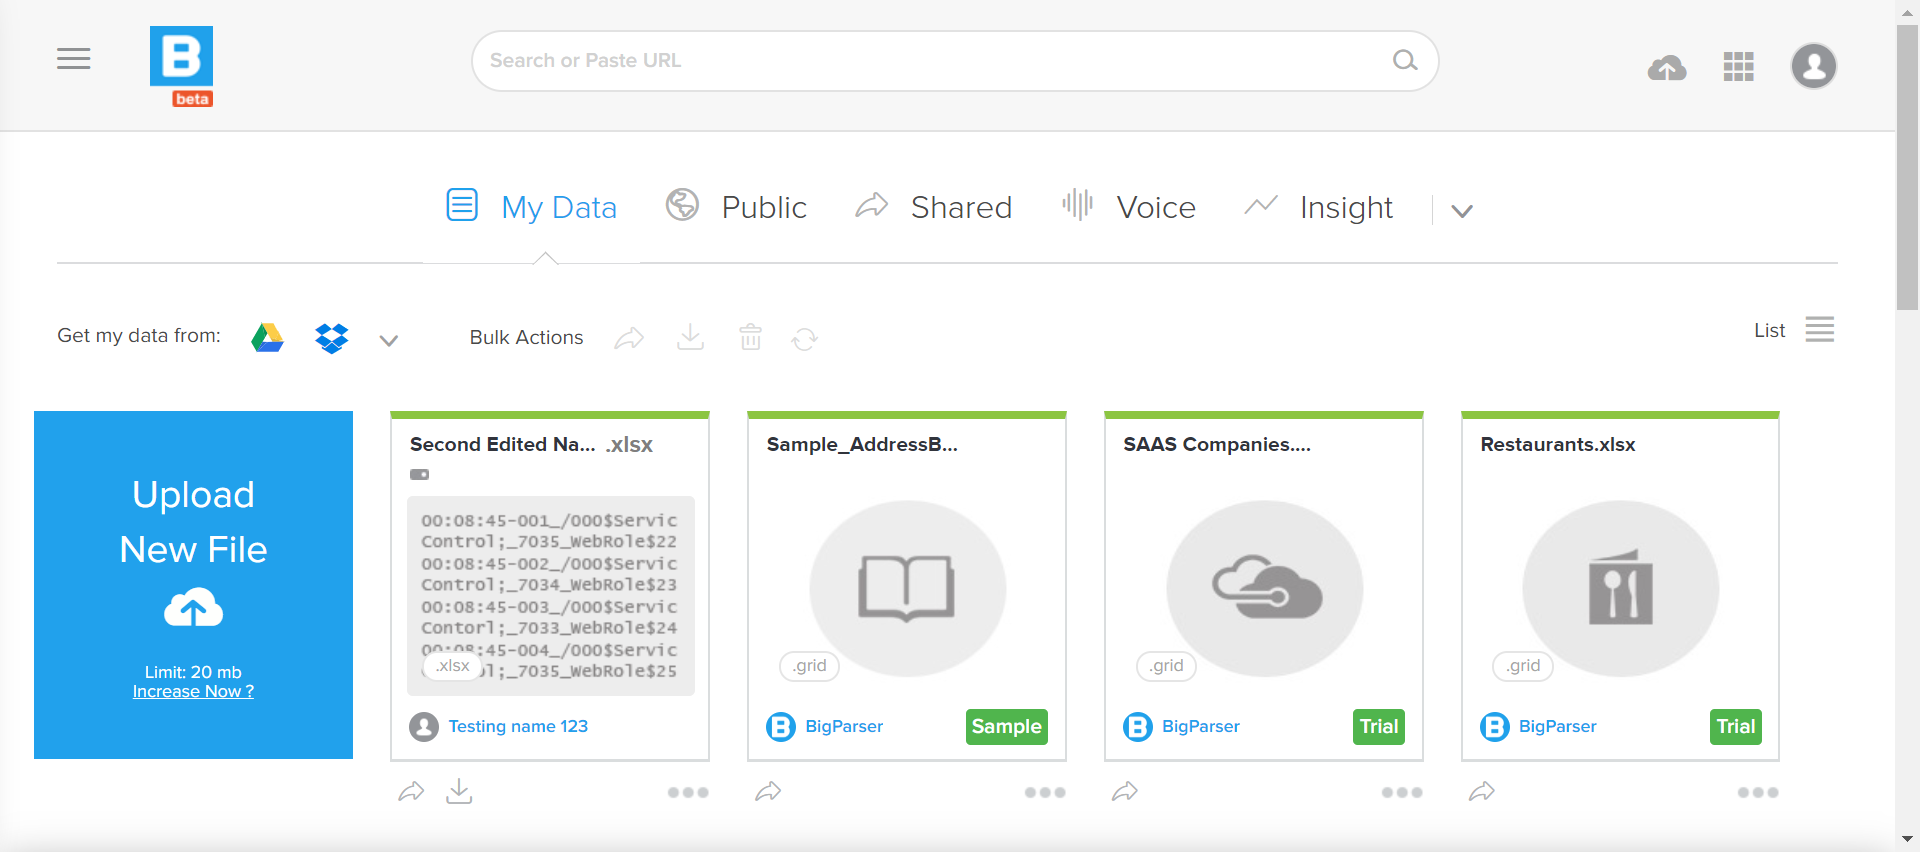 B
beta
Search or Paste URL
My Data
Public
Shared
Voice
Insight
Get my data from:
Bulk Actions
List
Upload
New File
Limit: 20 mb
Increase Now ?
Second Edited Na... .xlsx
00:08:45-001_/000$Servic
Control;_7035_WebRole$22
00:08:45-002_/000$Servic
Control;_7034_WebRole$23
00:08:45-003_/000$Servic
Contorl;_7033_WebRole$24
00:08:45-004_/000$Servic
ol;_7035_WebRole$25
.xlsx
Testing name 123
Sample_AddressB...
.grid
B BigParser
Sample
SAAS Companies....
.grid
B BigParser
Trial
Restaurants.xlsx
.grid
B BigParser
Trial